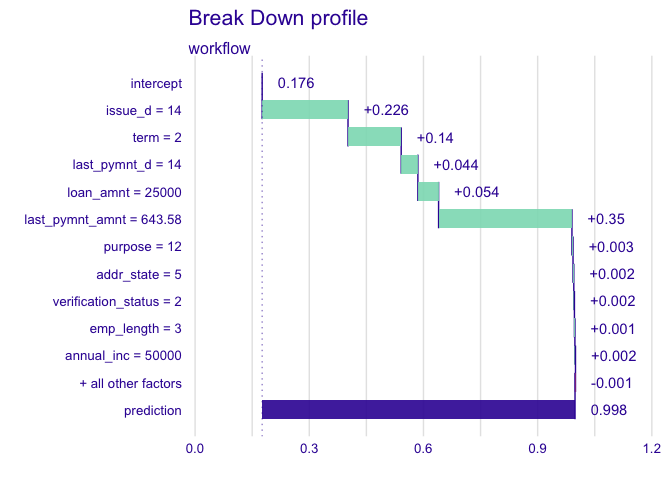 Break Down profile
workflow
intercept 0.176
issue_d = 14 +0.226
term = 2 +0.14
last_pymnt_d = 14 +0.044
loan_amnt = 25000 +0.054
last_pymnt_amnt = 643.58 +0.35
purpose = 12 +0.003
addr_state = 5 +0.002
verification_status = 2 +0.002
emp_length = 3 +0.001
annual_inc = 50000 +0.002
+ all other factors -0.001
prediction 0.998
0.0 0.3 0.6 0.9 1.2